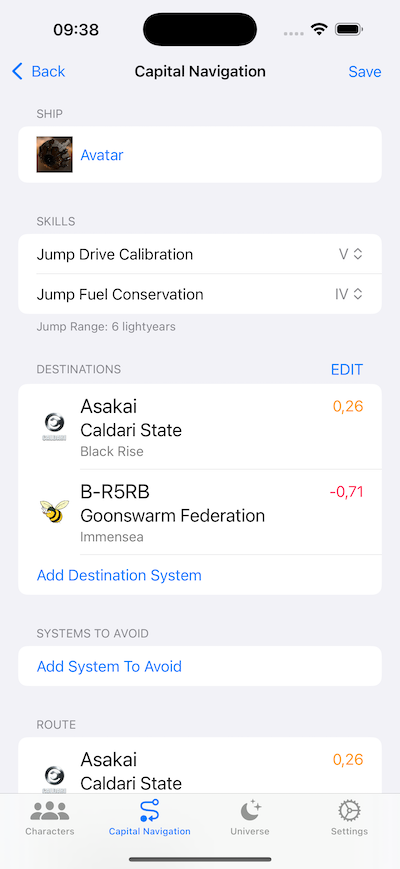 09:38
Back
Capital Navigation
Save
SHIP
Avatar
SKILLS
Jump Drive Calibration
V
Jump Fuel Conservation
IV
Jump Range: 6 lightyears
DESTINATIONS
EDIT
Asakai
0,26
Caldari State
Black Rise
B-R5RB
-0,71
Goonswarm Federation
Immensea
Add Destination System
SYSTEMS TO AVOID
Add System To Avoid
ROUTE
Asakai
0,26
Caldari State
Characters
Capital Navigation
Universe
Settings